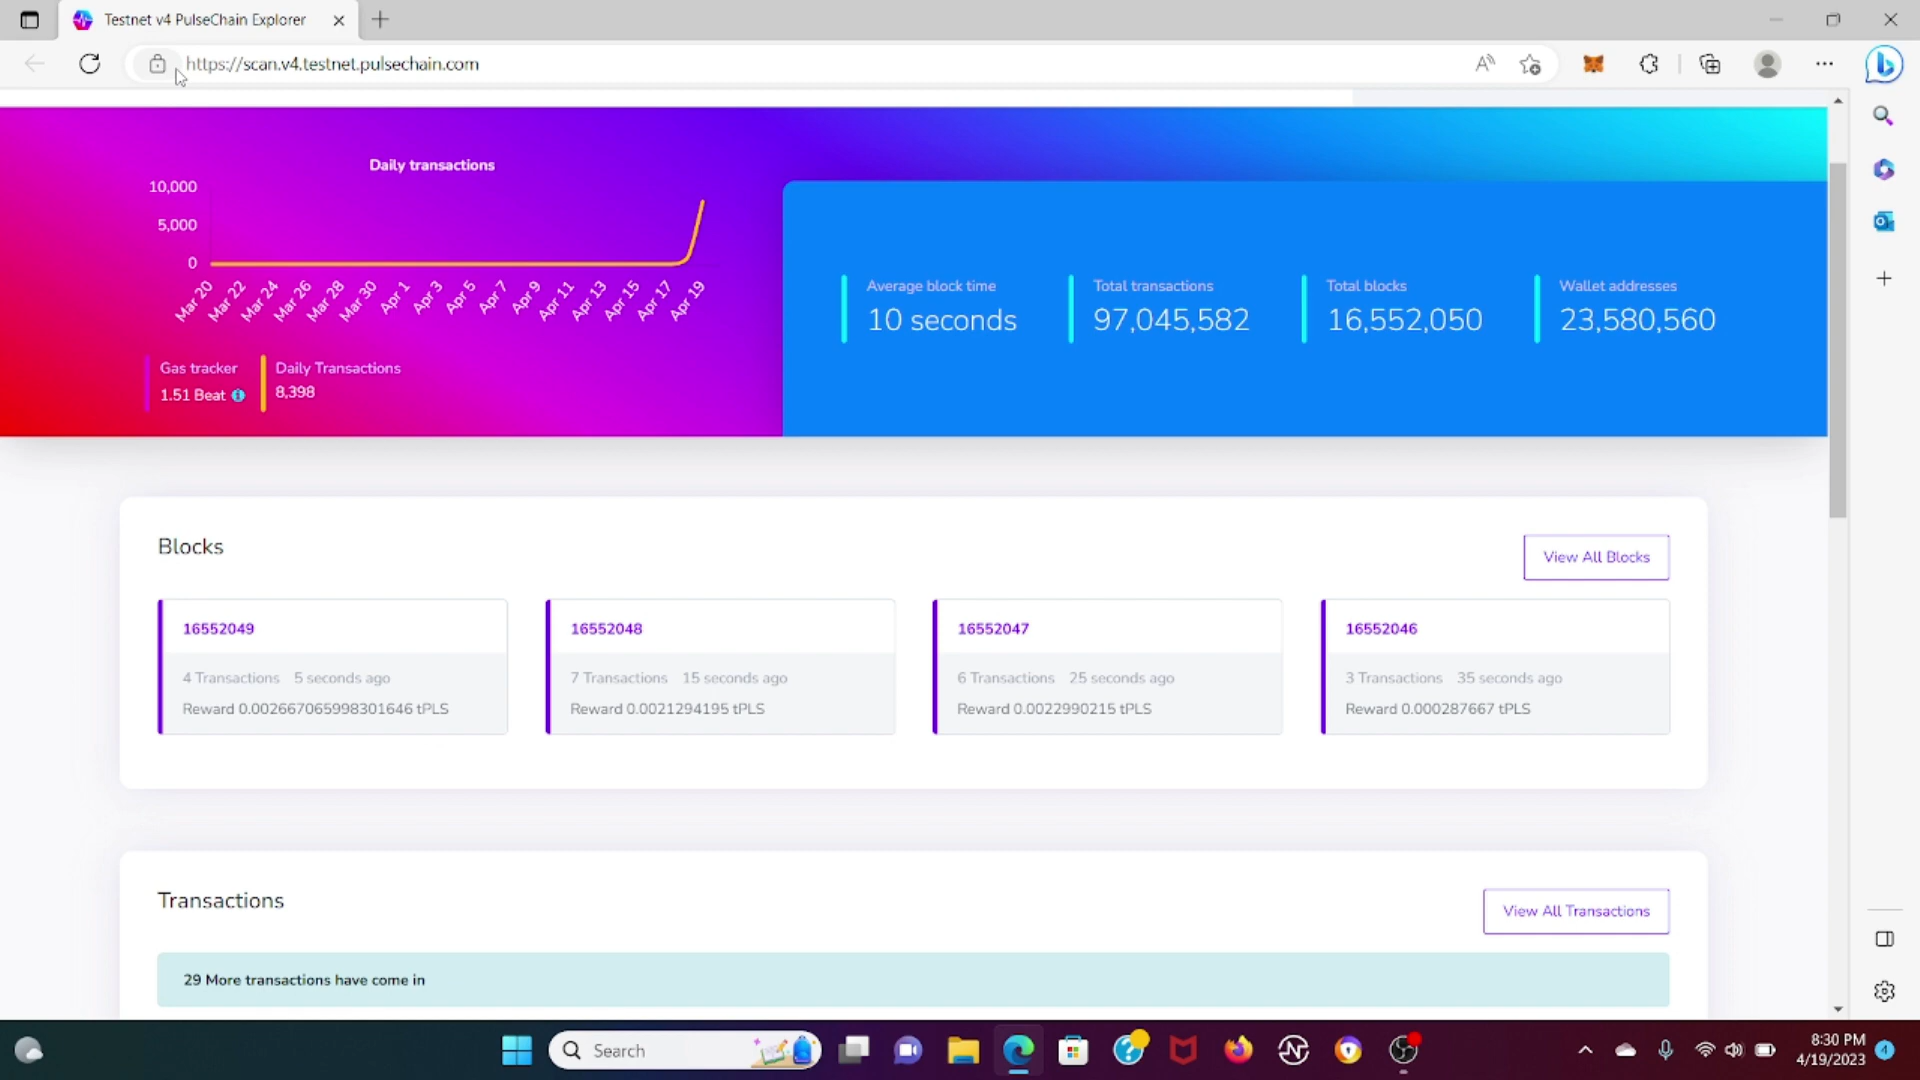 Testnet v4 PulseChain Explorer
https://scan.v4.testnet.pulsechain.com
Daily transactions
10,000
5,000
0
Mar 20 Mar 22 Mar 24 Mar 26 Mar 28 Mar 30 Apr 1 Apr 3 Apr 5 Apr 7 Apr 9 Apr 11 Apr 13 Apr 15 Apr 17 Apr 19
Gas tracker
1.51 Beat
Daily Transactions
8,398
Average block time
10 seconds
Total transactions
97,045,582
Total blocks
16,552,050
Wallet addresses
23,580,560
Blocks
View All Blocks
16552049
4 Transactions 5 seconds ago
Reward 0.002667065998301646 tPLS
16552048
7 Transactions 15 seconds ago
Reward 0.0021294195 tPLS
16552047
6 Transactions 25 seconds ago
Reward 0.0022990215 tPLS
16552046
3 Transactions 35 seconds ago
Reward 0.000287667 tPLS
Transactions
View All Transactions
29 More transactions have come in
Search
8:30 PM
4/19/2023
4